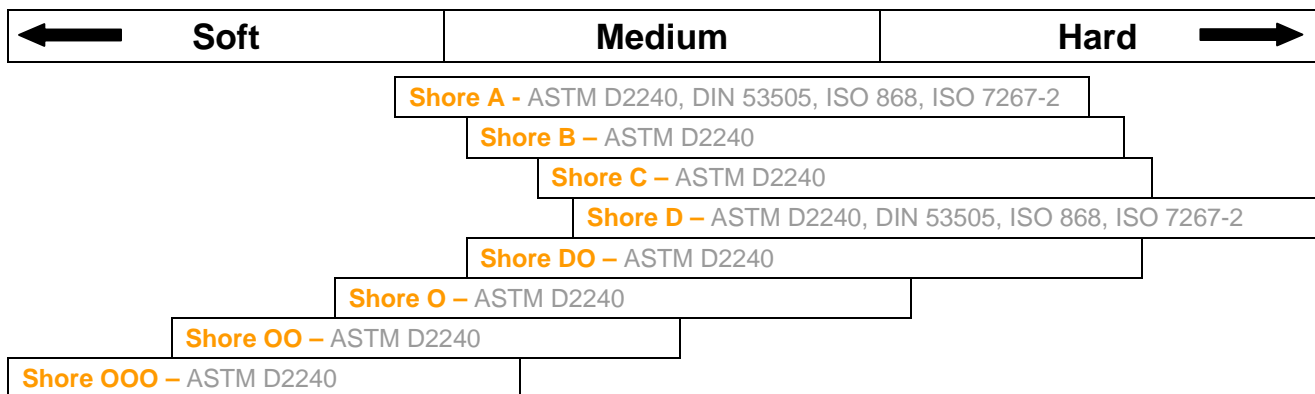 Soft Medium Hard
Shore A - ASTM D2240, DIN 53505, ISO 868, ISO 7267-2
Shore B – ASTM D2240
Shore C – ASTM D2240
Shore D – ASTM D2240, DIN 53505, ISO 868, ISO 7267-2
Shore DO – ASTM D2240
Shore O – ASTM D2240
Shore OO – ASTM D2240
Shore OOO – ASTM D2240